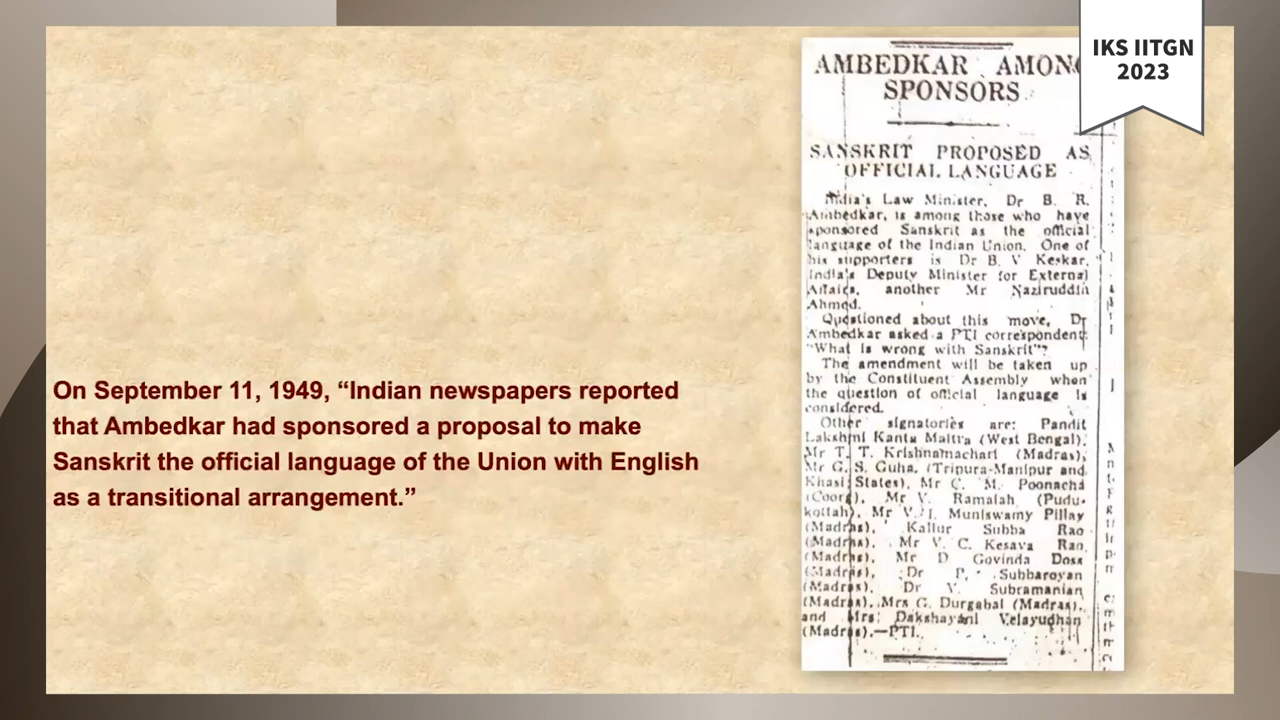 IKS IITGN
2023
On September 11, 1949, “Indian newspapers reported
that Ambedkar had sponsored a proposal to make
Sanskrit the official language of the Union with English
as a transitional arrangement.”
AMBEDKAR AMONG
SPONSORS
SANSKRIT PROPOSED AS
OFFICIAL LANGUAGE
India's Law Minister, Dr B. R.
Ambedkar, is among those who have
sponsored Sanskrit as the official
language of the Indian Union. One of
his supporters is Dr B. V Keskar,
India's Deputy Minister for External
Affairs, another Mr Naziruddin
Ahmed.
Questioned about this move, Dr
Ambedkar asked a PTI correspondent:
"What is wrong with Sanskrit"?
The amendment will be taken up
by the Constituent Assembly when
the question of official language is
considered.
Other signatories are: Pandit
Lakshmi Kanta Maitra (West Bengal),
Mr T. T. Krishnamachari (Madras),
Mr G. S. Guha, (Tripura-Manipur and
Khasi States), Mr C. M. Poonacha
(Coorg), Mr V. Ramaiah (Pudu-
kottah), Mr V. I. Muniswamy Pillay
(Madras), Kallur Subba Rao
(Madras), Mr V. C. Kesava Rao
(Madras), Mr D Govinda Doss
(Madras), Dr P. Subbaroyan
(Madras), Dr V. Subramanian
(Madras), Mrs G. Durgabai (Madras),
and Mrs. Dakshayani Velayudhan
(Madras).—PTI.